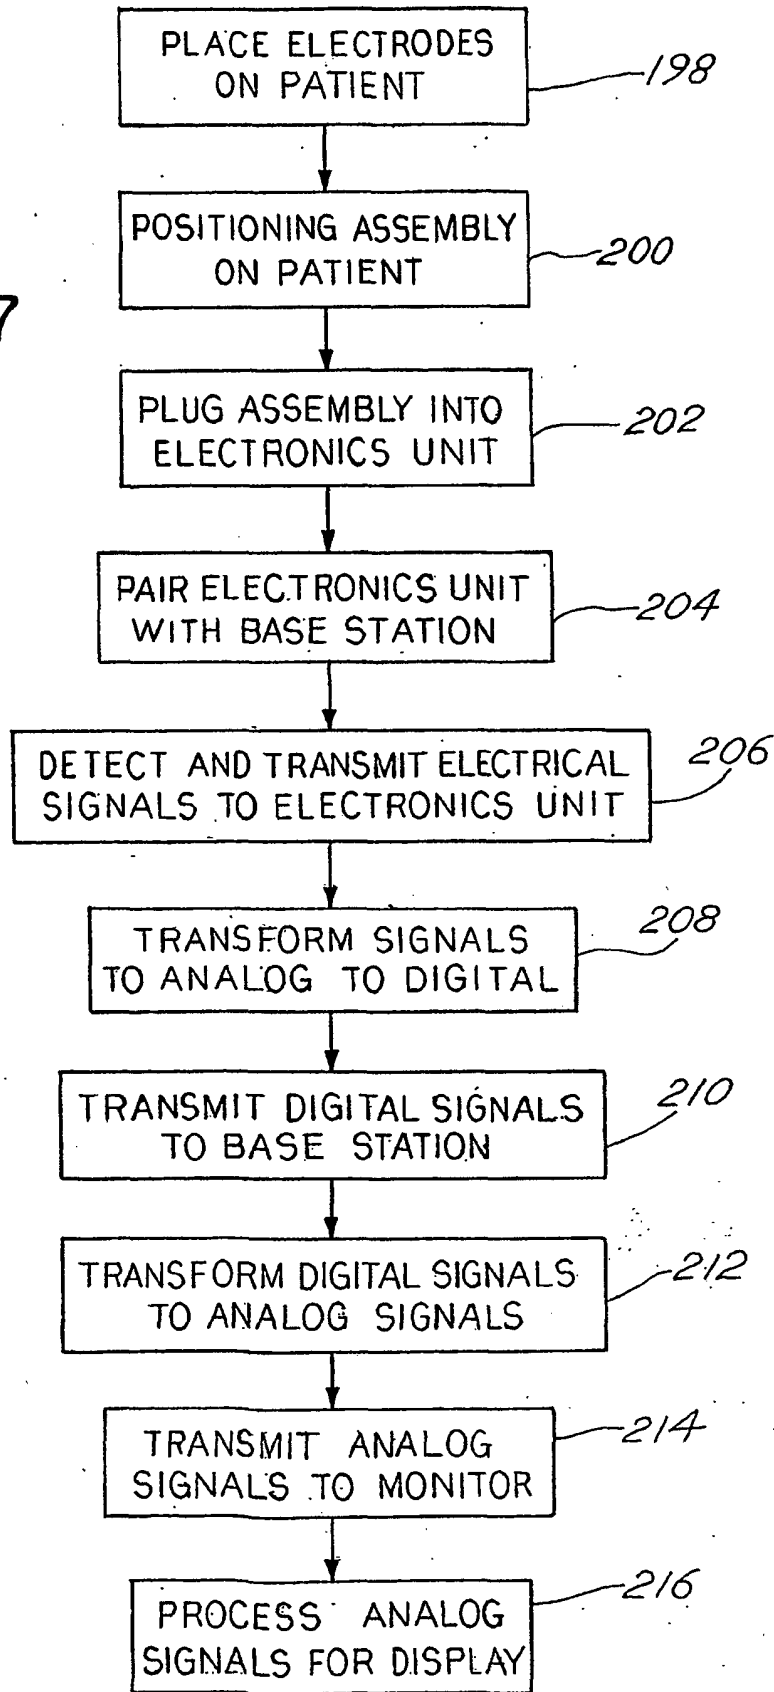 PLACE ELECTRODES
ON PATIENT
198
POSITIONING ASSEMBLY
ON PATIENT
200
7
PLUG ASSEMBLY INTO
ELECTRONICS UNIT
202
PAIR ELECTRONICS UNIT
WITH BASE STATION
204
DETECT AND TRANSMIT ELECTRICAL
SIGNALS TO ELECTRONICS UNIT
206
TRANSFORM SIGNALS
TO ANALOG TO DIGITAL
208
TRANSMIT DIGITAL SIGNALS
TO BASE STATION
210
TRANSFORM DIGITAL SIGNALS
TO ANALOG SIGNALS
212
TRANSMIT ANALOG
SIGNALS TO MONITOR
214
PROCESS ANALOG
SIGNALS FOR DISPLAY
216